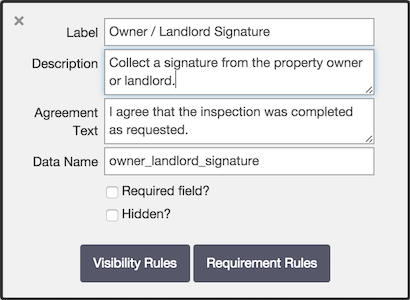 ×
Label Owner / Landlord Signature
Description Collect a signature from the property owner
or landlord.
Agreement I agree that the inspection was completed
Text as requested.
Data Name owner_landlord_signature
Required field?
Hidden?
Visibility Rules Requirement Rules